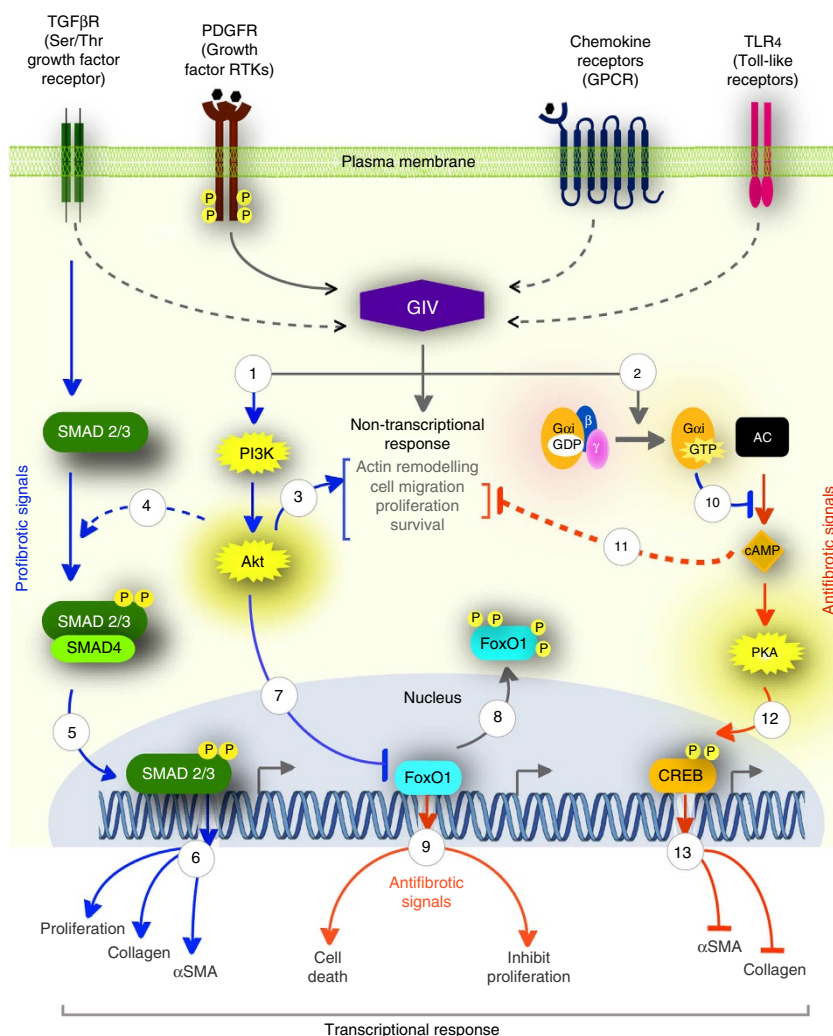 TGFβR
(Ser/Thr
growth factor
receptor)
PDGFR
(Growth
factor RTKs)
Chemokine
receptors
(GPCR)
TLR4
(Toll-like
receptors)
Plasma membrane
P
P
P
P
GIV
1
2
Non-transcriptional
response
Actin remodelling
cell migration
proliferation
survival
Gαi
GDP
β
γ
Gαi
GTP
AC
SMAD 2/3
PI3K
3
4
10
11
cAMP
Akt
Profibrotic signals
Antifibrotic signals
P P
SMAD 2/3
SMAD4
P P
P
P
FoxO1
PKA
Nucleus
5
7
8
12
P P
SMAD 2/3
FoxO1
P P
CREB
6
9
13
Antifibrotic
signals
Proliferation
Collagen
αSMA
Cell
death
Inhibit
proliferation
αSMA
Collagen
Transcriptional response